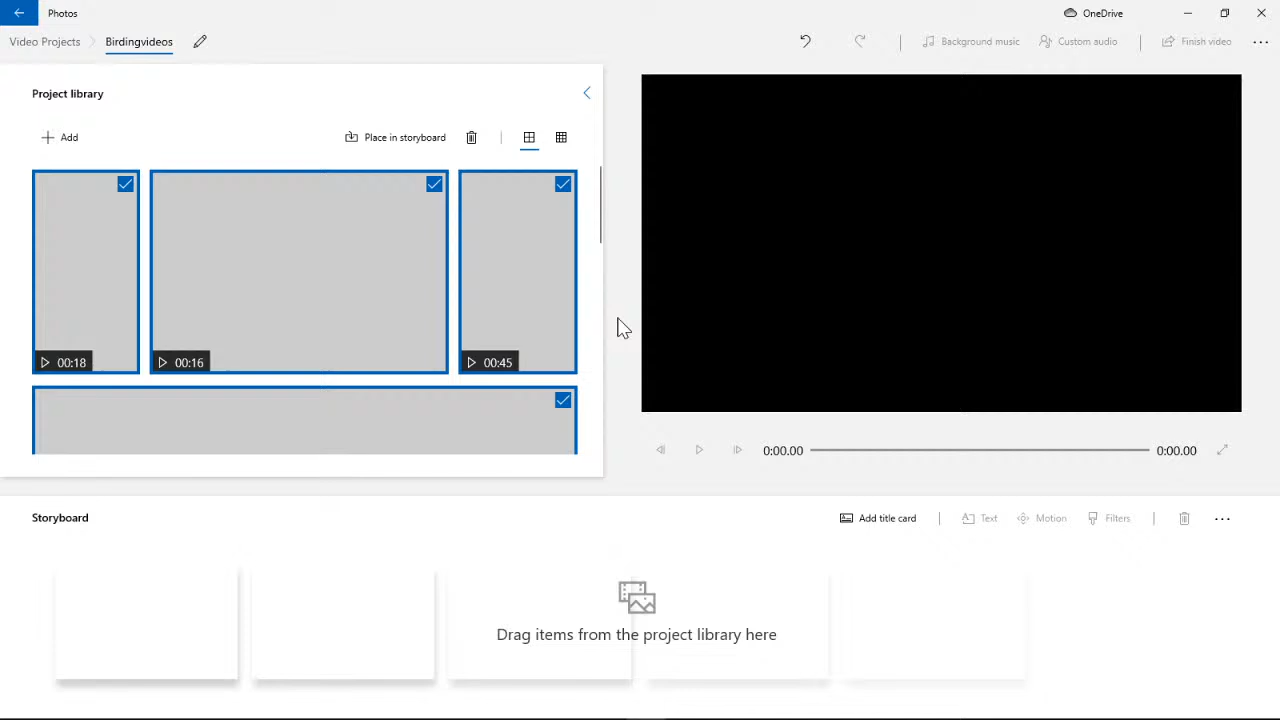 Photos
OneDrive
Video Projects
Birdingvideos
Background music
Custom audio
Finish video
Project library
Add
Place in storyboard
00:18
00:16
00:45
0:00.00
0:00.00
Storyboard
Add title card
Text
Motion
Filters
Drag items from the project library here